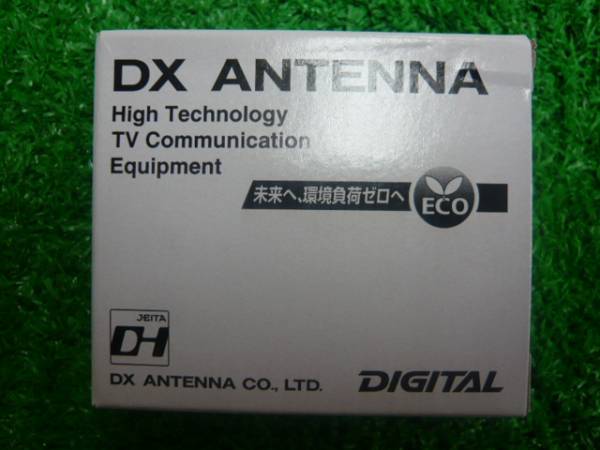 DX ANTENNA
High Technology
TV Communication
Equipment
未来へ、環境負荷ゼロへ
ECO
JEITA
DH
DX ANTENNA CO., LTD.
DIGITAL